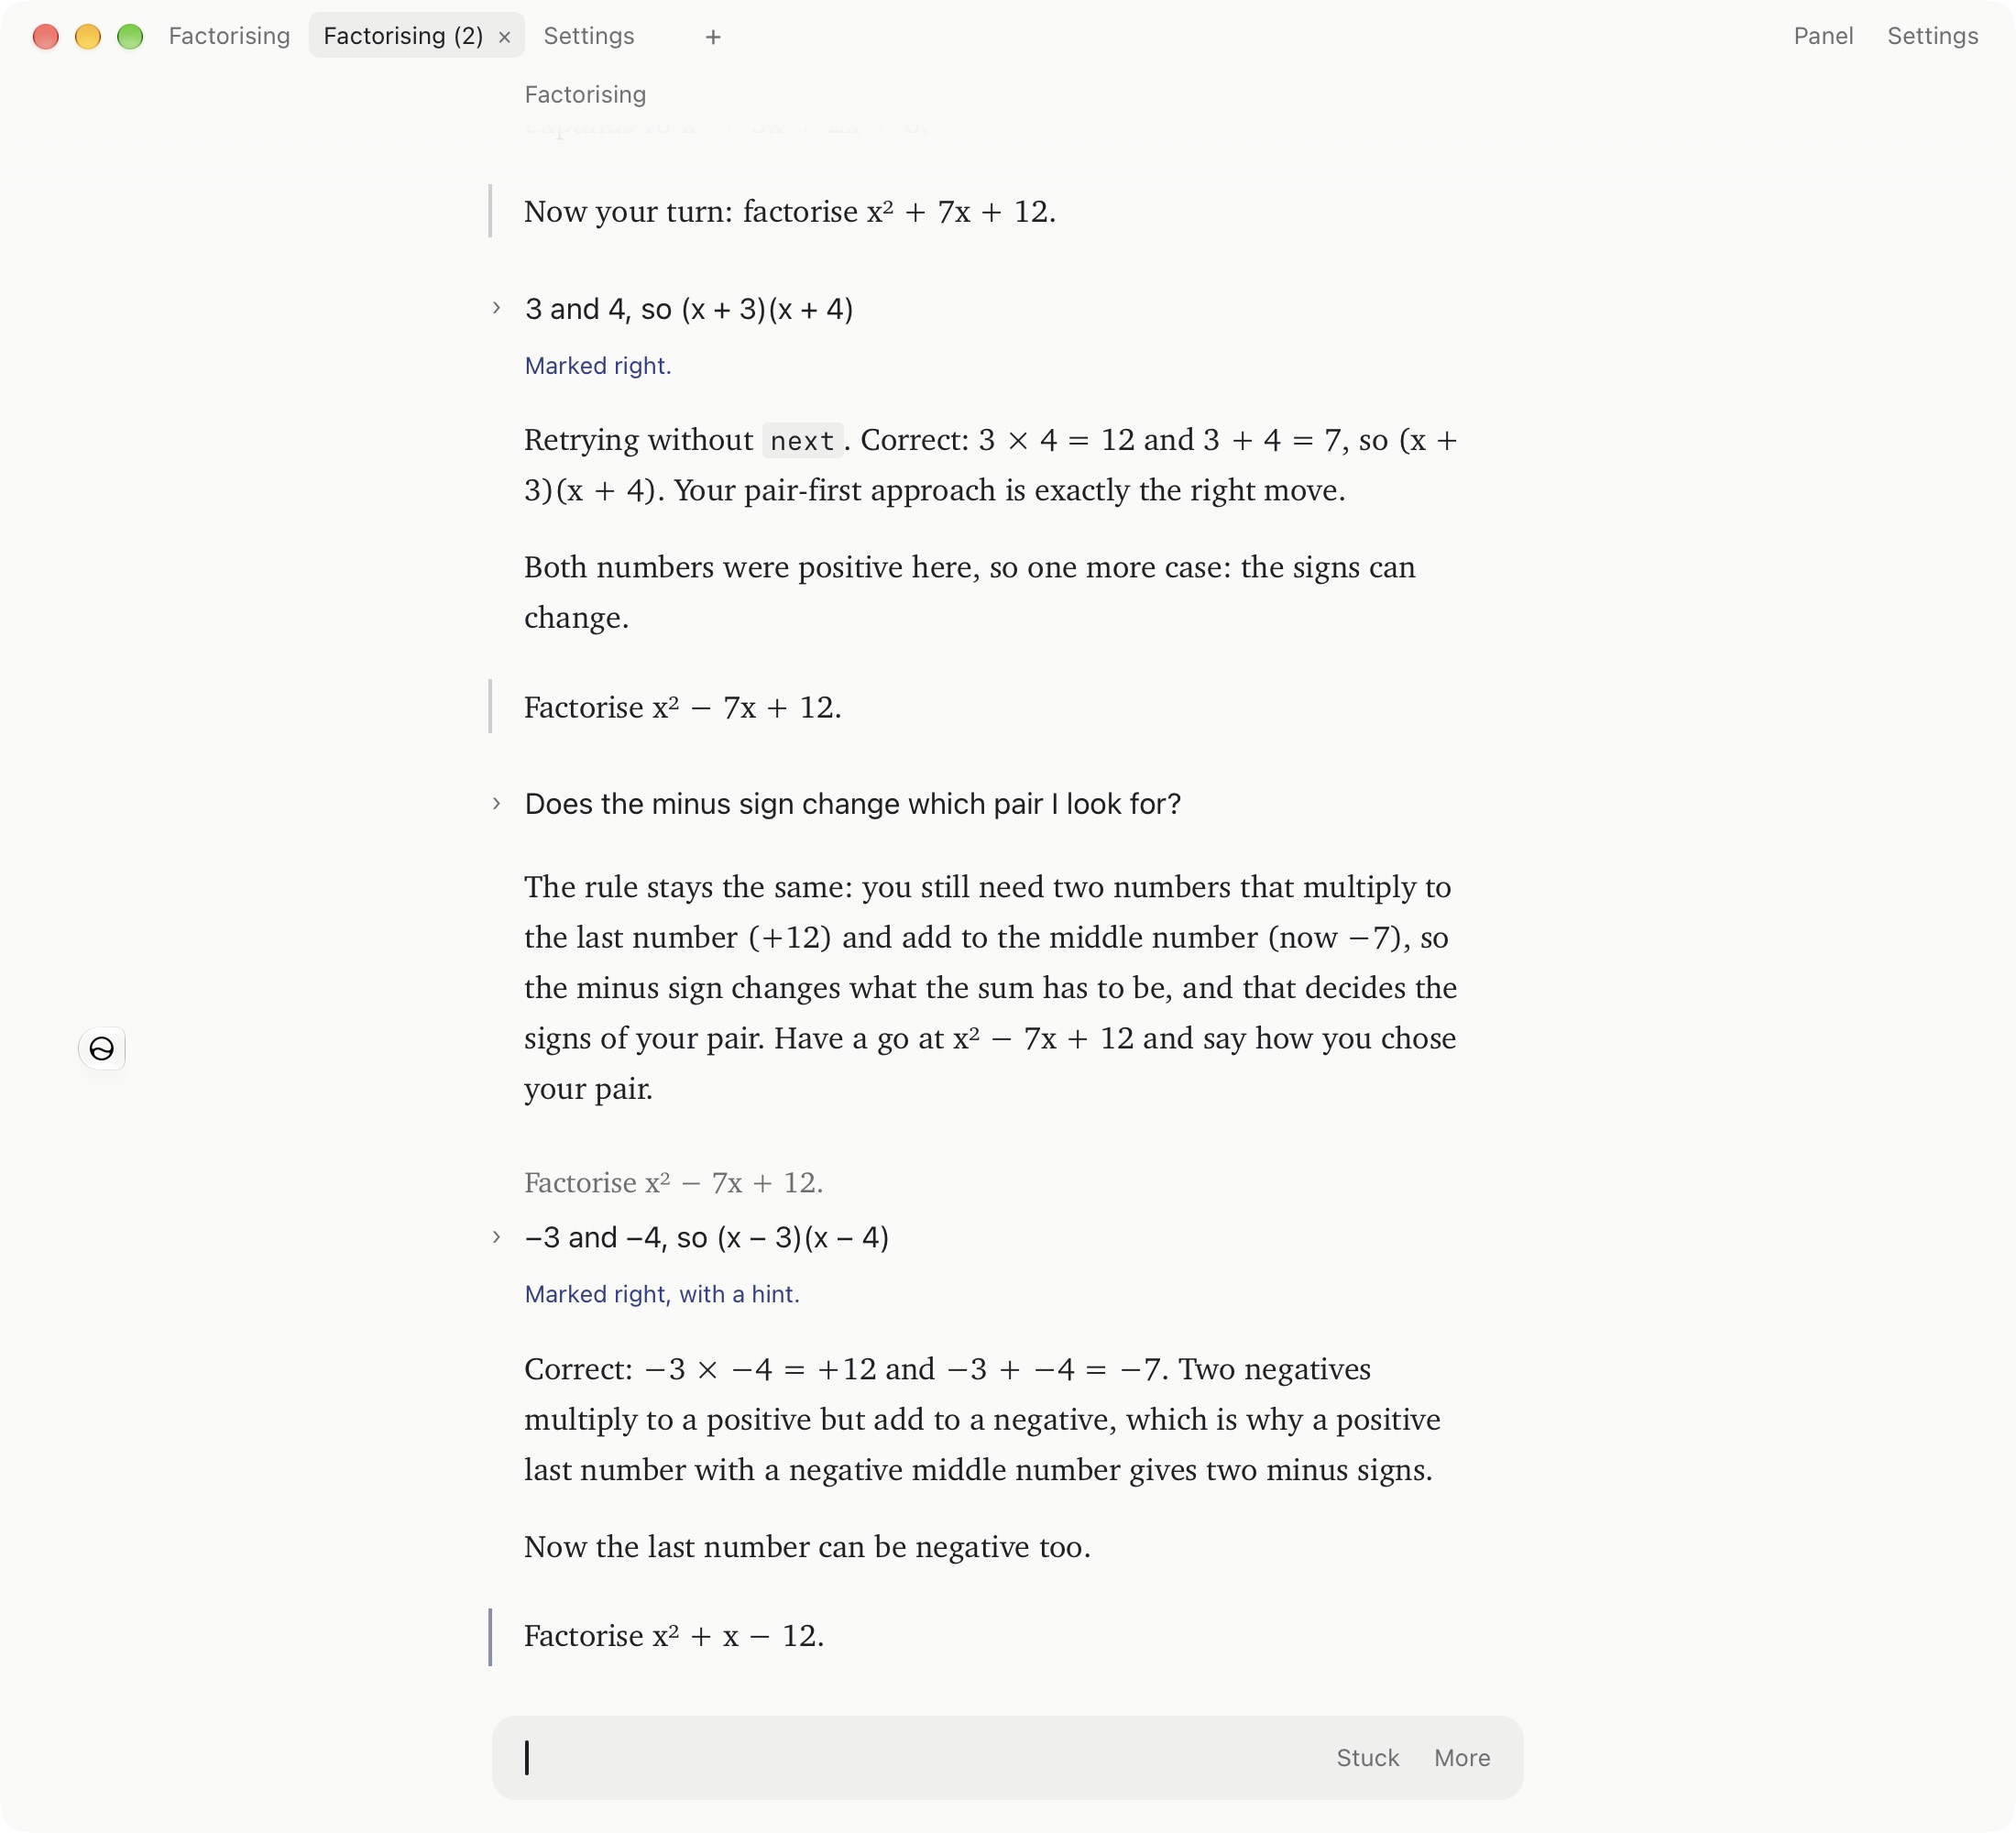 Factorising
Factorising (2) ×
Settings
+
Panel
Settings
Factorising
Now your turn: factorise x² + 7x + 12.
› 3 and 4, so (x + 3)(x + 4)
Marked right.
Retrying without next. Correct: 3 × 4 = 12 and 3 + 4 = 7, so (x +
3)(x + 4). Your pair-first approach is exactly the right move.
Both numbers were positive here, so one more case: the signs can
change.
Factorise x² − 7x + 12.
› Does the minus sign change which pair I look for?
The rule stays the same: you still need two numbers that multiply to
the last number (+12) and add to the middle number (now −7), so
the minus sign changes what the sum has to be, and that decides the
signs of your pair. Have a go at x² − 7x + 12 and say how you chose
your pair.
Factorise x² − 7x + 12.
› −3 and −4, so (x − 3)(x − 4)
Marked right, with a hint.
Correct: −3 × −4 = +12 and −3 + −4 = −7. Two negatives
multiply to a positive but add to a negative, which is why a positive
last number with a negative middle number gives two minus signs.
Now the last number can be negative too.
Factorise x² + x − 12.
Stuck
More